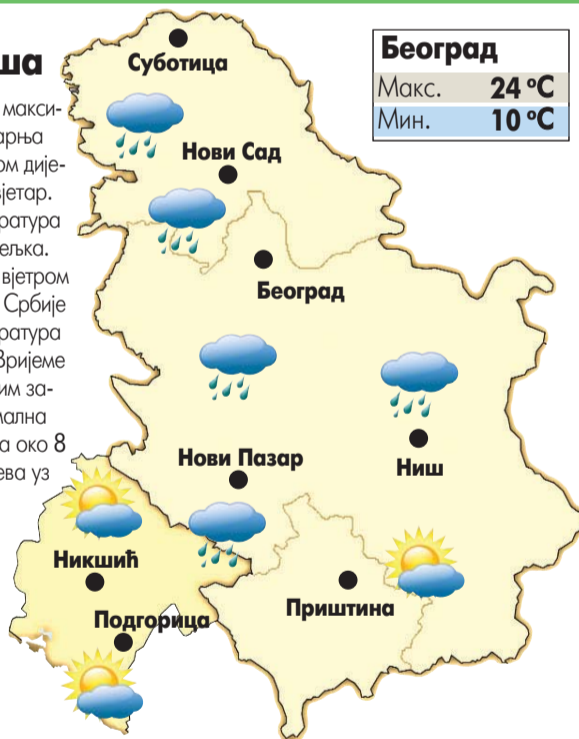 ша
макси-
арња
ом дије-
вјетар.
ратура
ељка.
вјетром
Србије
ратура
Вријеме
им за-
мална
а око 8
ева уз
Београд
Макс. 24 °C
Мин. 10 °C
Суботица
Нови Сад
Београд
Нови Пазар
Ниш
Никшић
Приштина
Подгорица